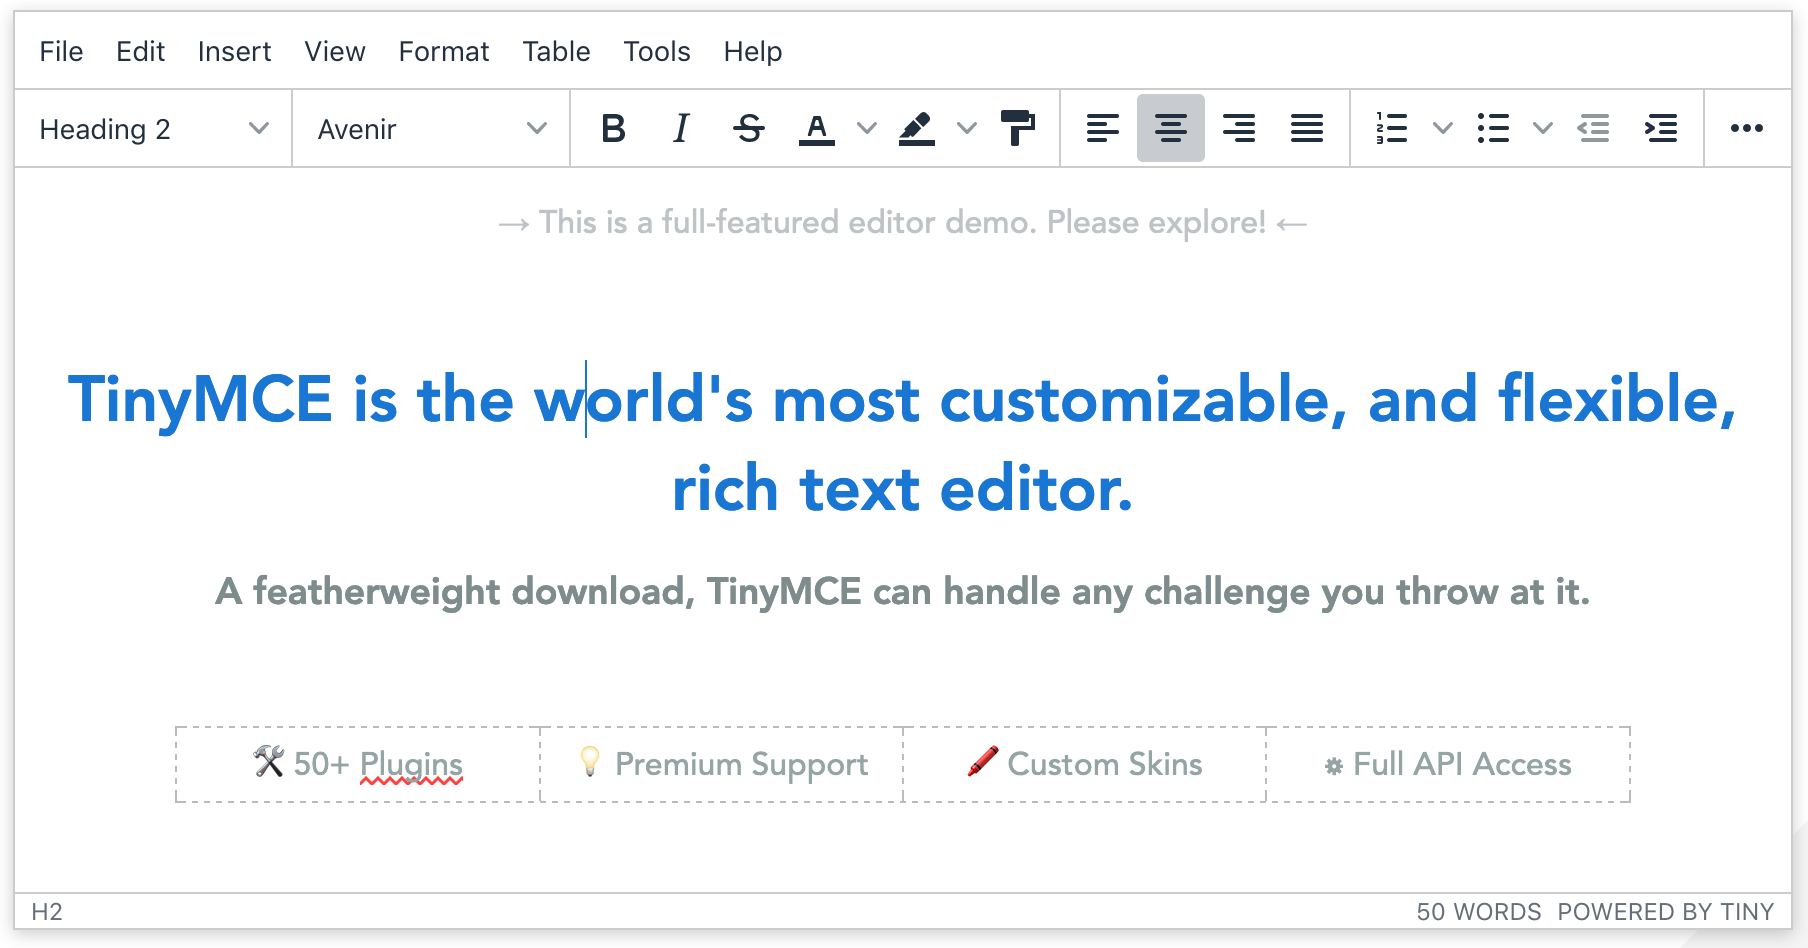 File Edit Insert View Format Table Tools Help
Heading 2 Avenir B I S A
→ This is a full-featured editor demo. Please explore! ←
TinyMCE is the world's most customizable, and flexible,
rich text editor.
A featherweight download, TinyMCE can handle any challenge you throw at it.
🛠 50+ Plugins 💡 Premium Support 🖍 Custom Skins ⚙ Full API Access
H2 50 WORDS POWERED BY TINY